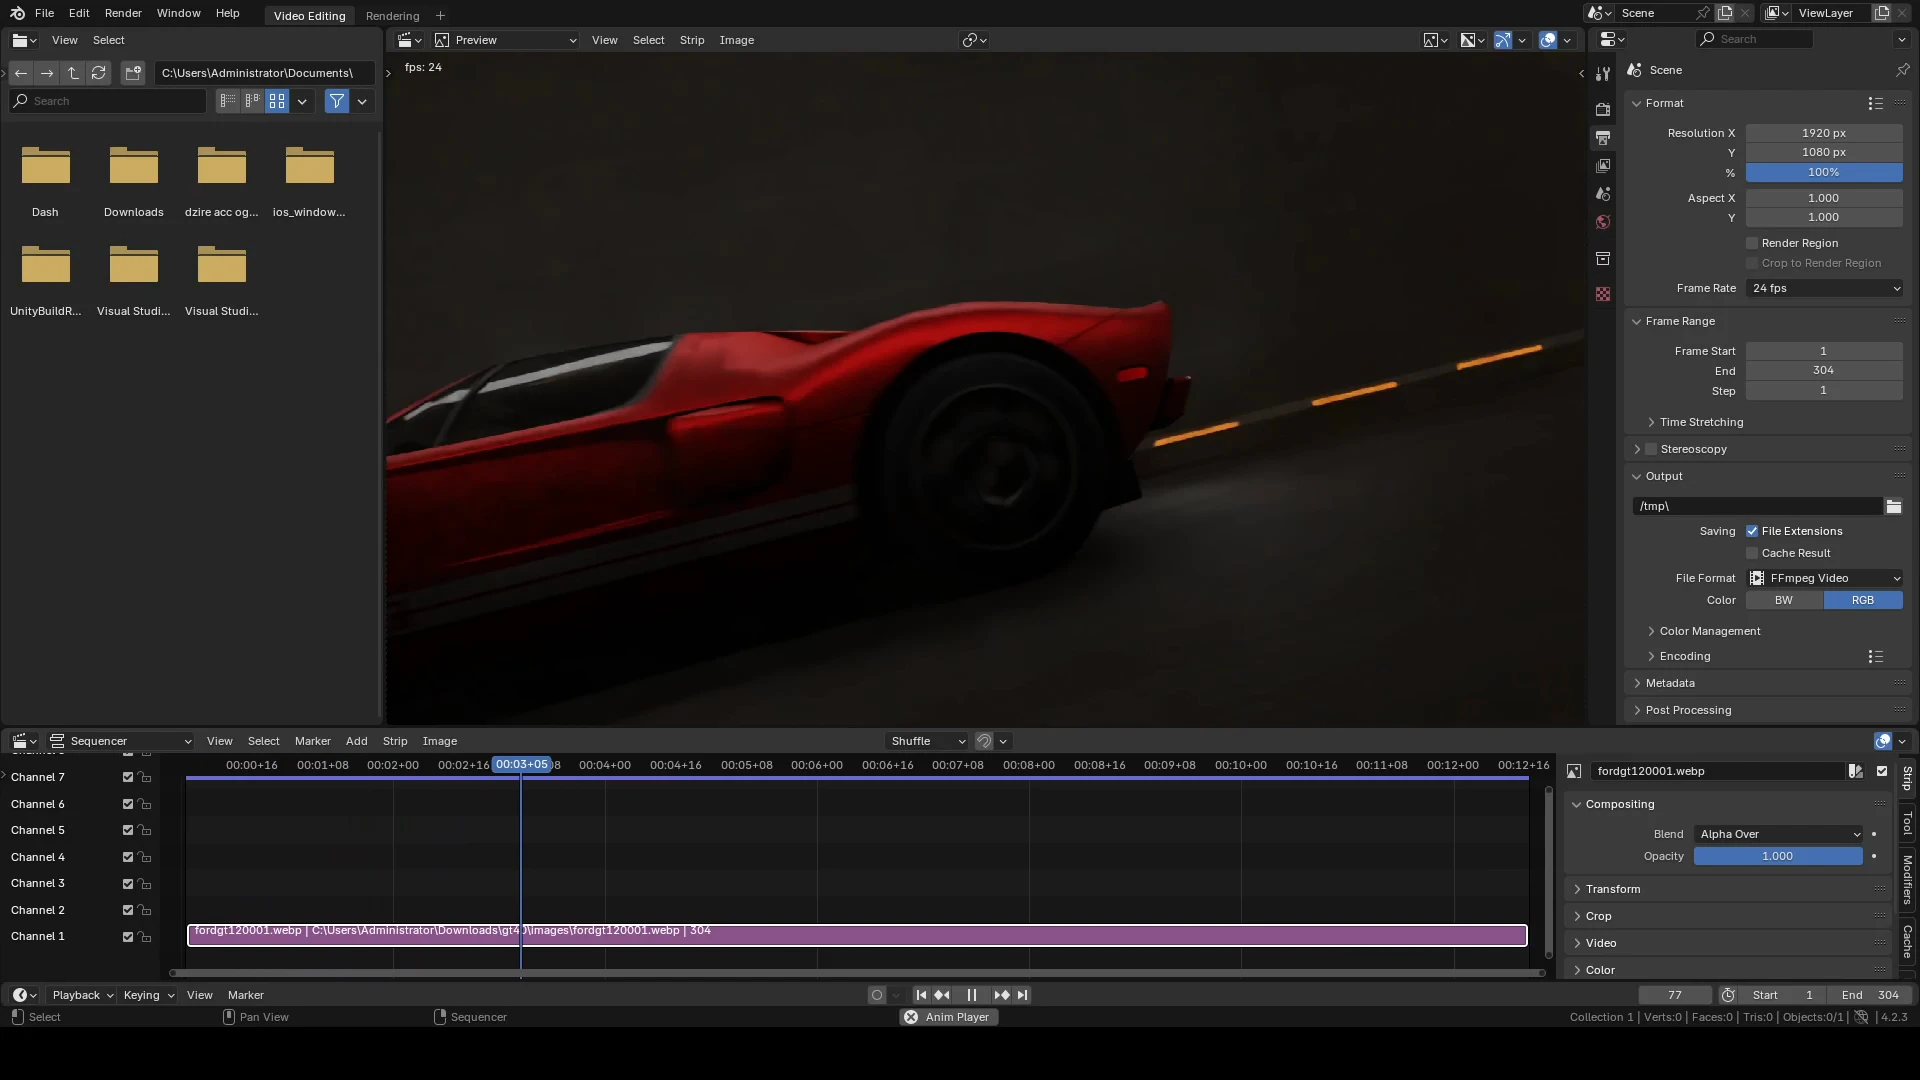 File Edit Render Window Help Video Editing Rendering + Scene ViewLayer
View Select
C:\Users\Administrator\Documents\
Search
Dash Downloads dzire acc og... ios_window...
UnityBuildR... Visual Studi... Visual Studi...
Preview View Select Strip Image
fps: 24
Search
Scene
Format
Resolution X 1920 px
Y 1080 px
% 100%
Aspect X 1.000
Y 1.000
Render Region
Crop to Render Region
Frame Rate 24 fps
Frame Range
Frame Start 1
End 304
Step 1
Time Stretching
Stereoscopy
Output
/tmp\
Saving File Extensions
Cache Result
File Format FFmpeg Video
Color BW RGB
Color Management
Encoding
Metadata
Post Processing
Sequencer View Select Marker Add Strip Image Shuffle
00:00+16 00:01+08 00:02+00 00:02+16 00:03+05 00:04+00 00:04+16 00:05+08 00:06+00 00:06+16 00:07+08 00:08+00 00:08+16 00:09+08 00:10+00 00:10+16 00:11+08 00:12+00 00:12+16
Channel 7
Channel 6
Channel 5
Channel 4
Channel 3
Channel 2
Channel 1
fordgt120001.webp | C:\Users\Administrator\Downloads\gt40\images\fordgt120001.webp | 304
fordgt120001.webp
Compositing
Blend Alpha Over
Opacity 1.000
Transform
Crop
Video
Color
Strip
Tool
Modifiers
Cache
Playback Keying View Marker 77 Start 1 End 304
Select Pan View Sequencer Anim Player Collection 1 | Verts:0 | Faces:0 | Tris:0 | Objects:0/1 | 4.2.3